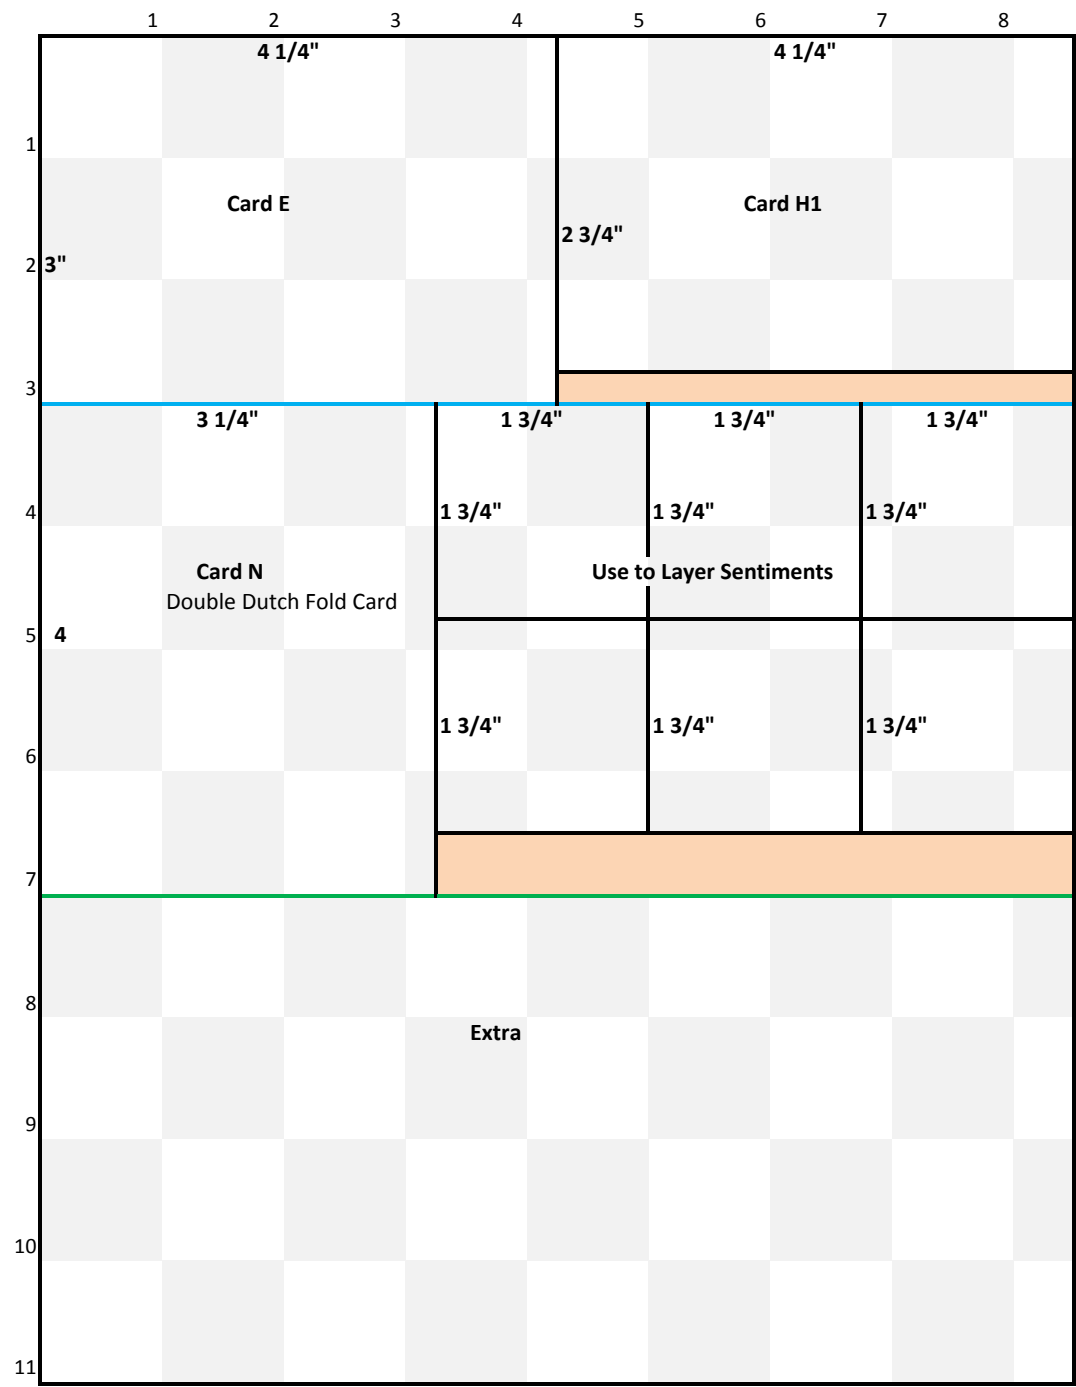 1 2 3 4 5 6 7 8
4 1/4" 4 1/4"
1
Card E Card H1
2 3/4"
2 3"
3
3 1/4" 1 3/4" 1 3/4" 1 3/4"
4 1 3/4" 1 3/4" 1 3/4"
Card N Use to Layer Sentiments
Double Dutch Fold Card
5 4
1 3/4" 1 3/4" 1 3/4"
6
7
8
Extra
9
10
11